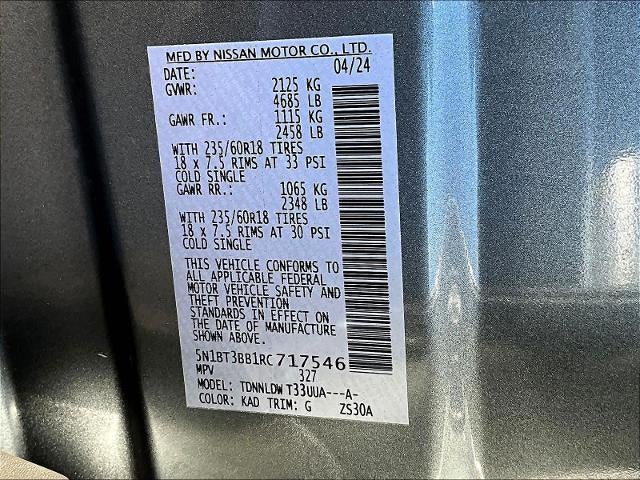 MFD BY NISSAN MOTOR CO., LTD.
DATE: 04/24
GVWR: 2125 KG
4685 LB
GAWR FR.: 1115 KG
2458 LB
WITH 235/60R18 TIRES
18 x 7.5 RIMS AT 33 PSI
COLD SINGLE
GAWR RR.: 1065 KG
2348 LB
WITH 235/60R18 TIRES
18 x 7.5 RIMS AT 30 PSI
COLD SINGLE
THIS VEHICLE CONFORMS TO
ALL APPLICABLE FEDERAL
MOTOR VEHICLE SAFETY AND
THEFT PREVENTION
STANDARDS IN EFFECT ON
THE DATE OF MANUFACTURE
SHOWN ABOVE.
5N1BT3BB1RC717546
MPV 327
MODEL: TDNNLDW T33UUA---A-
COLOR: KAD TRIM: G ZS30A